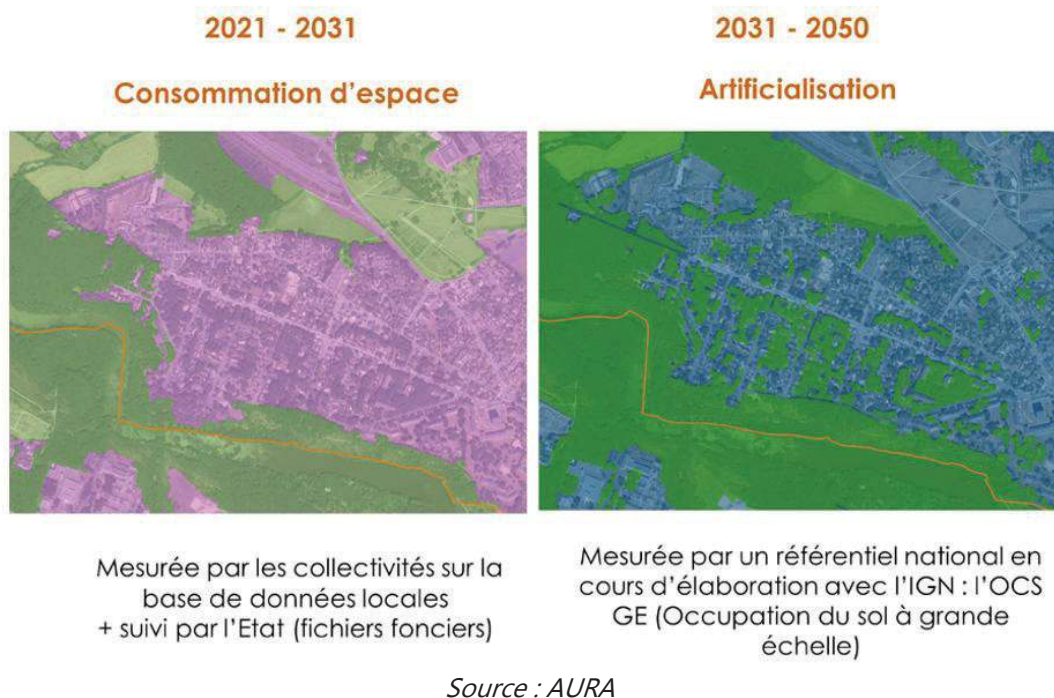 2021 - 2031
Consommation d'espace
2031 - 2050
Artificialisation
Mesurée par les collectivités sur la
base de données locales
+ suivi par l'Etat (fichiers fonciers)
Mesurée par un référentiel national en
cours d'élaboration avec l'IGN : l'OCS
GE (Occupation du sol à grande
échelle)
Source : AURA